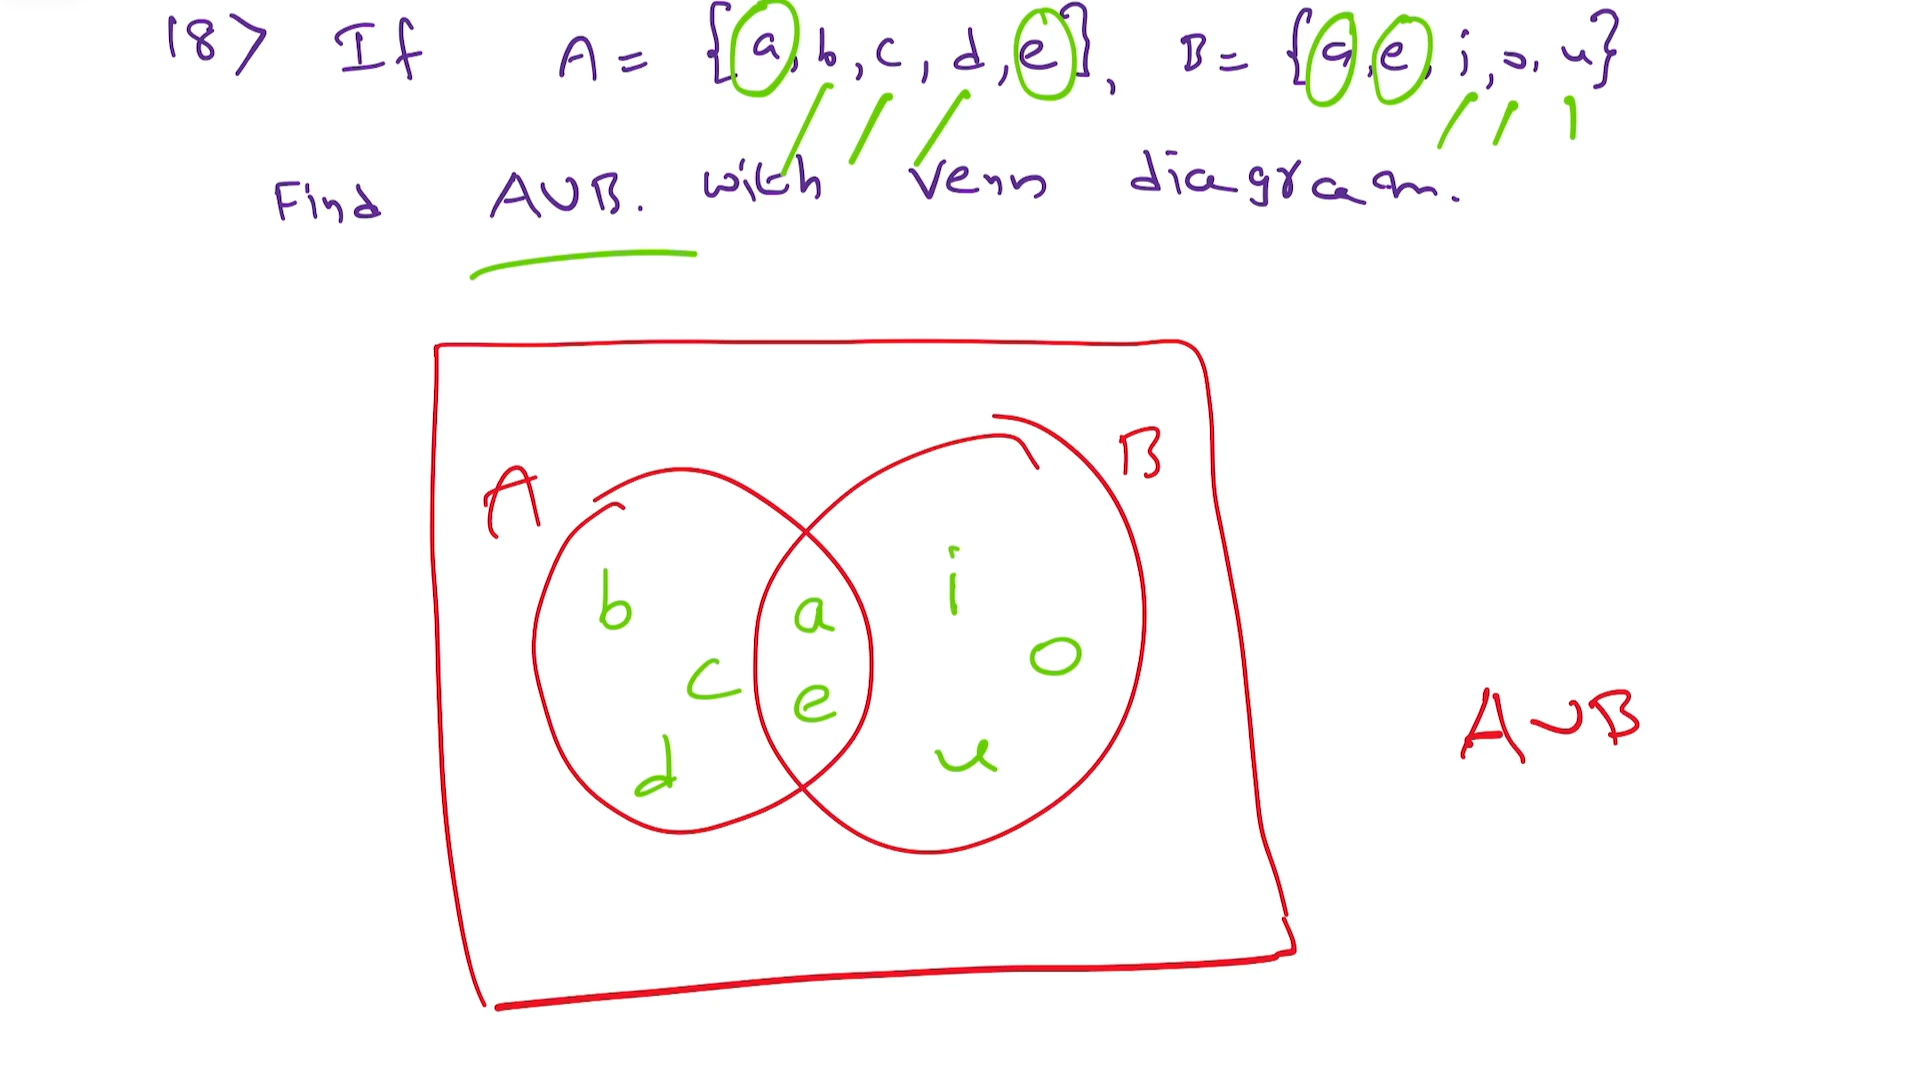 18> If A = {a, b, c, d, e}, B = {a, e, i, o, u}
Find A∪B. with Venn diagram.
A B
b a i
c e o
d u
A∪B